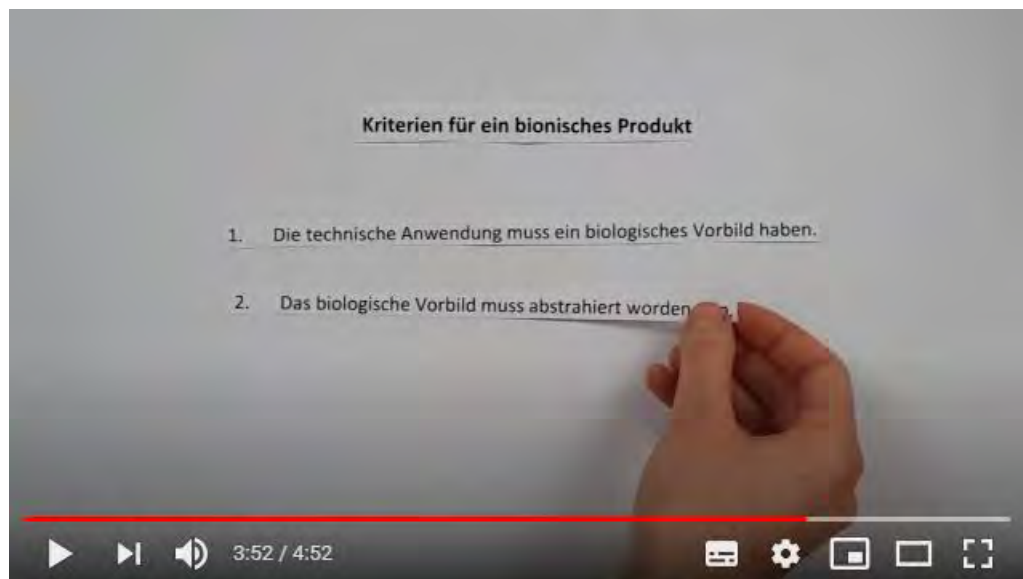 Kriterien für ein bionisches Produkt
1. Die technische Anwendung muss ein biologisches Vorbild haben.
2. Das biologische Vorbild muss abstrahiert worden
3:52 / 4:52